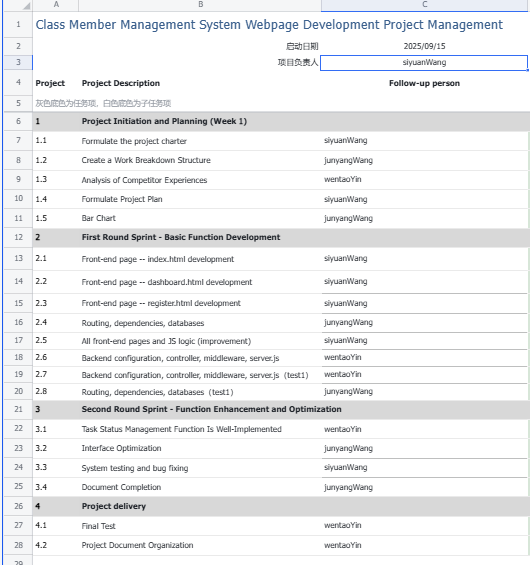 A B C
1 Class Member Management System Webpage Development Project Management
2 启动日期 2025/09/15
3 项目负责人 siyuanWang
4 Project Project Description Follow-up person
5 灰色底色为任务项，白色底色为子任务项
6 1 Project Initiation and Planning (Week 1)
7 1.1 Formulate the project charter siyuanWang
8 1.2 Create a Work Breakdown Structure junyangWang
9 1.3 Analysis of Competitor Experiences wentaoYin
10 1.4 Formulate Project Plan siyuanWang
11 1.5 Bar Chart junyangWang
12 2 First Round Sprint - Basic Function Development
13 2.1 Front-end page -- index.html development siyuanWang
14 2.2 Front-end page -- dashboard.html development siyuanWang
15 2.3 Front-end page -- register.html development siyuanWang
16 2.4 Routing, dependencies, databases junyangWang
17 2.5 All front-end pages and JS logic (improvement) siyuanWang
18 2.6 Backend configuration, controller, middleware, server.js wentaoYin
19 2.7 Backend configuration, controller, middleware, server.js (test1) wentaoYin
20 2.8 Routing, dependencies, databases (test1) junyangWang
21 3 Second Round Sprint - Function Enhancement and Optimization
22 3.1 Task Status Management Function Is Well-Implemented wentaoYin
23 3.2 Interface Optimization junyangWang
24 3.3 System testing and bug fixing siyuanWang
25 3.4 Document Completion junyangWang
26 4 Project delivery
27 4.1 Final Test wentaoYin
28 4.2 Project Document Organization wentaoYin
29